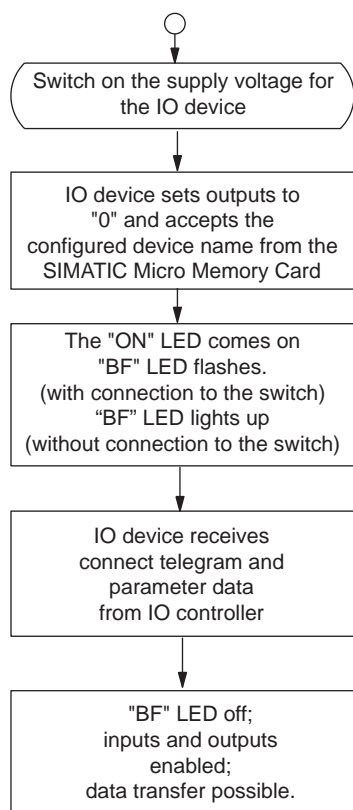 Switch on the supply voltage for
the IO device
IO device sets outputs to
"0" and accepts the
configured device name from the
SIMATIC Micro Memory Card
The "ON" LED comes on
"BF" LED flashes.
(with connection to the switch)
“BF” LED lights up
(without connection to the switch)
IO device receives
connect telegram and
parameter data
from IO controller
"BF" LED off;
inputs and outputs
enabled;
data transfer possible.